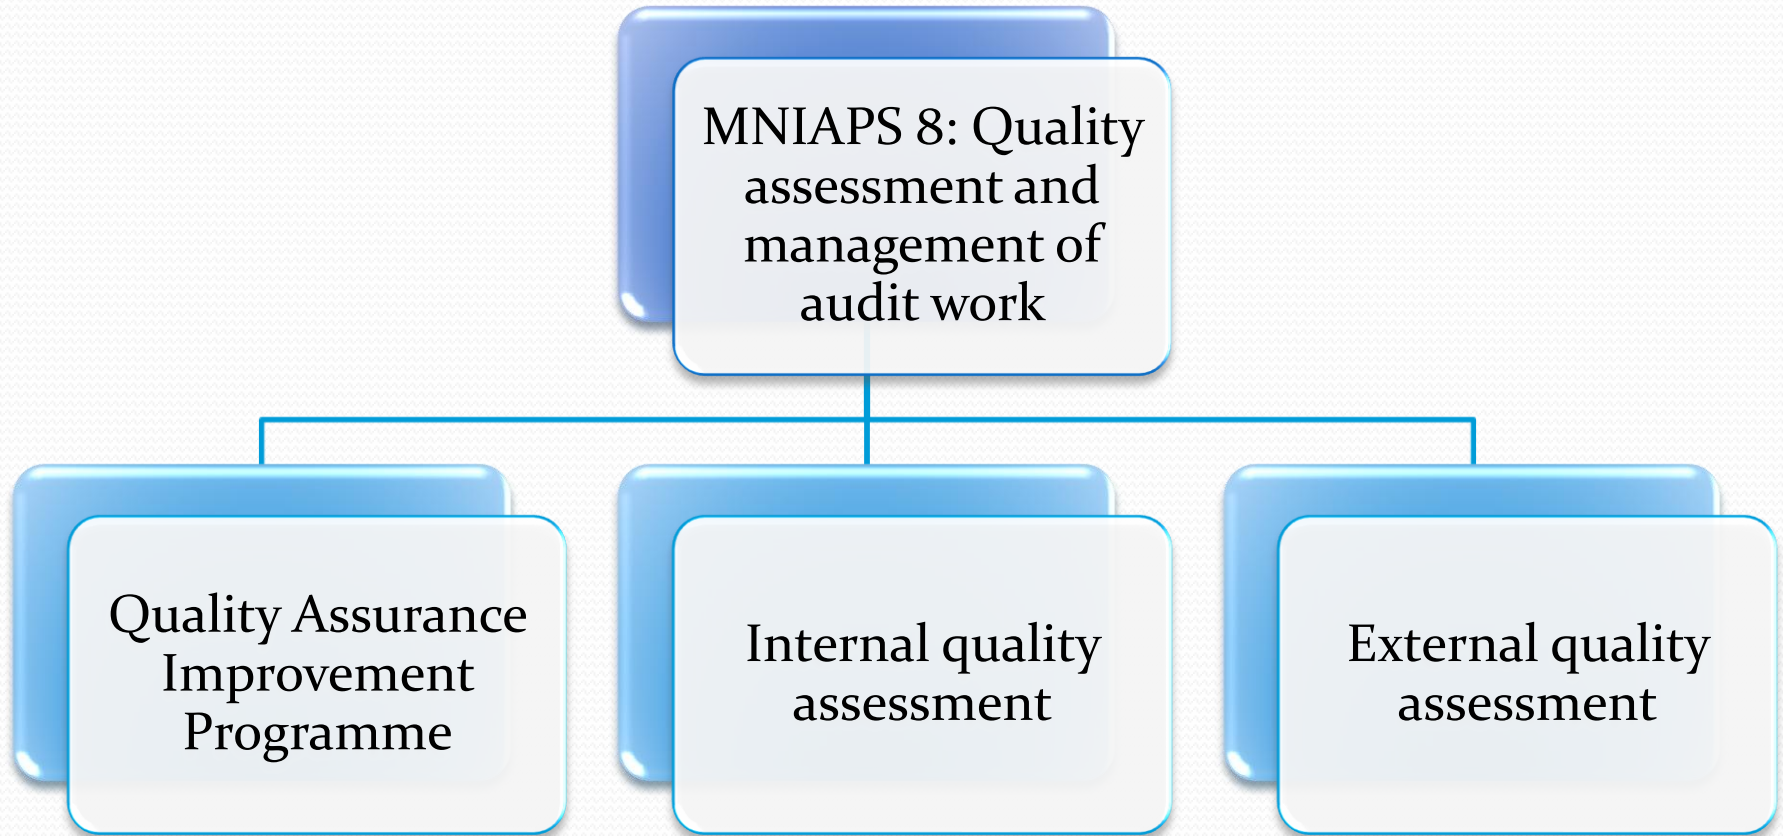 MNIAPS 8: Quality
assessment and
management of
audit work
Quality Assurance
Improvement
Programme
Internal quality
assessment
External quality
assessment